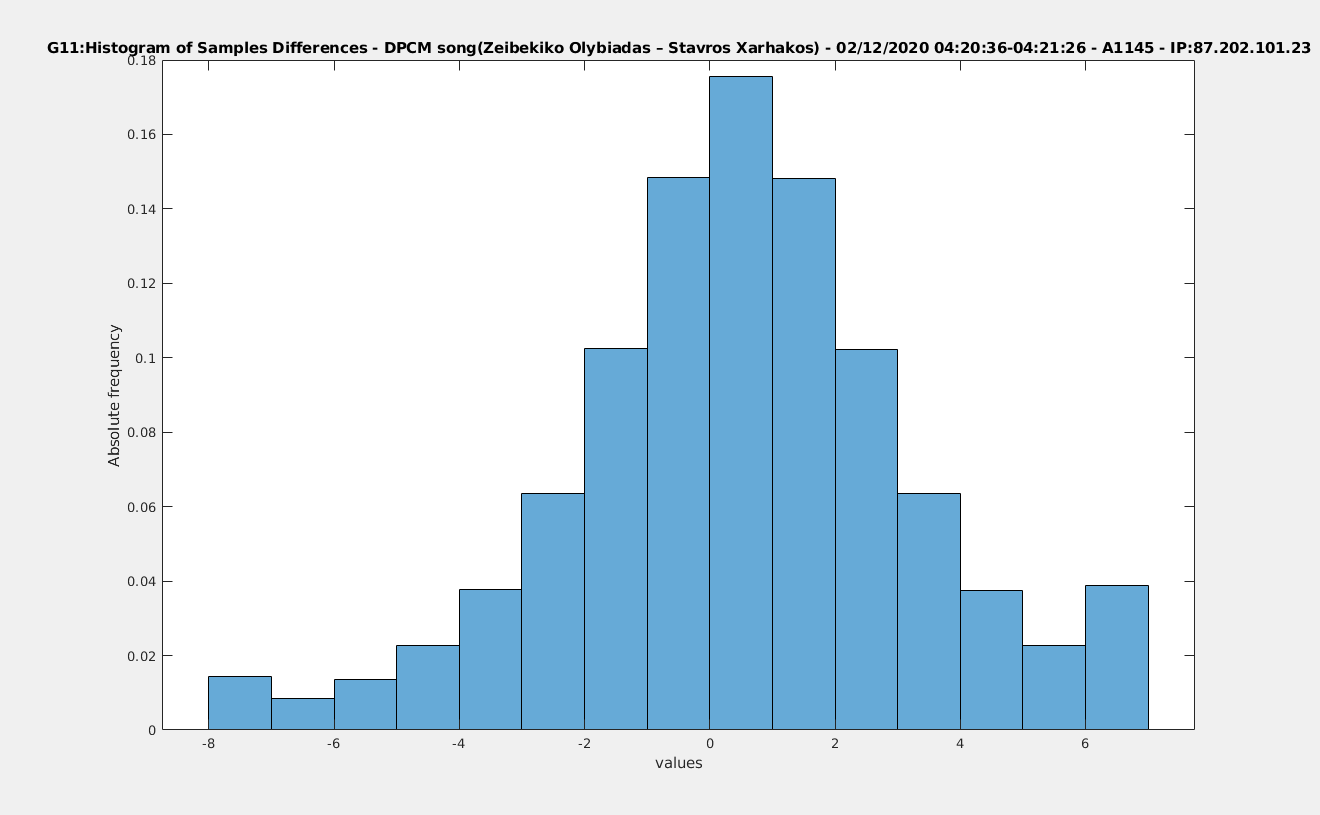 G11:Histogram of Samples Differences - DPCM song(Zeibekiko Olybiadas – Stavros Xarhakos) - 02/12/2020 04:20:36-04:21:26 - A1145 - IP:87.202.101.23
0.18
0.16
0.14
0.12
0.1
0.08
0.06
0.04
0.02
0
Absolute frequency
-8 -6 -4 -2 0 2 4 6
values